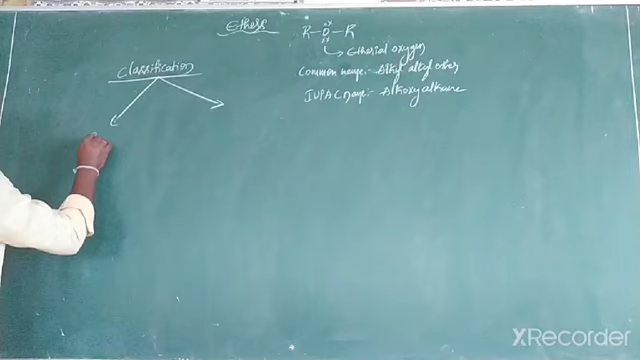 Ethers
R-O-R
Etherial oxygen
Classification
Common name:- Alkyl alkyl ether
IUPAC name:- Alkoxy alkane
XRecorder